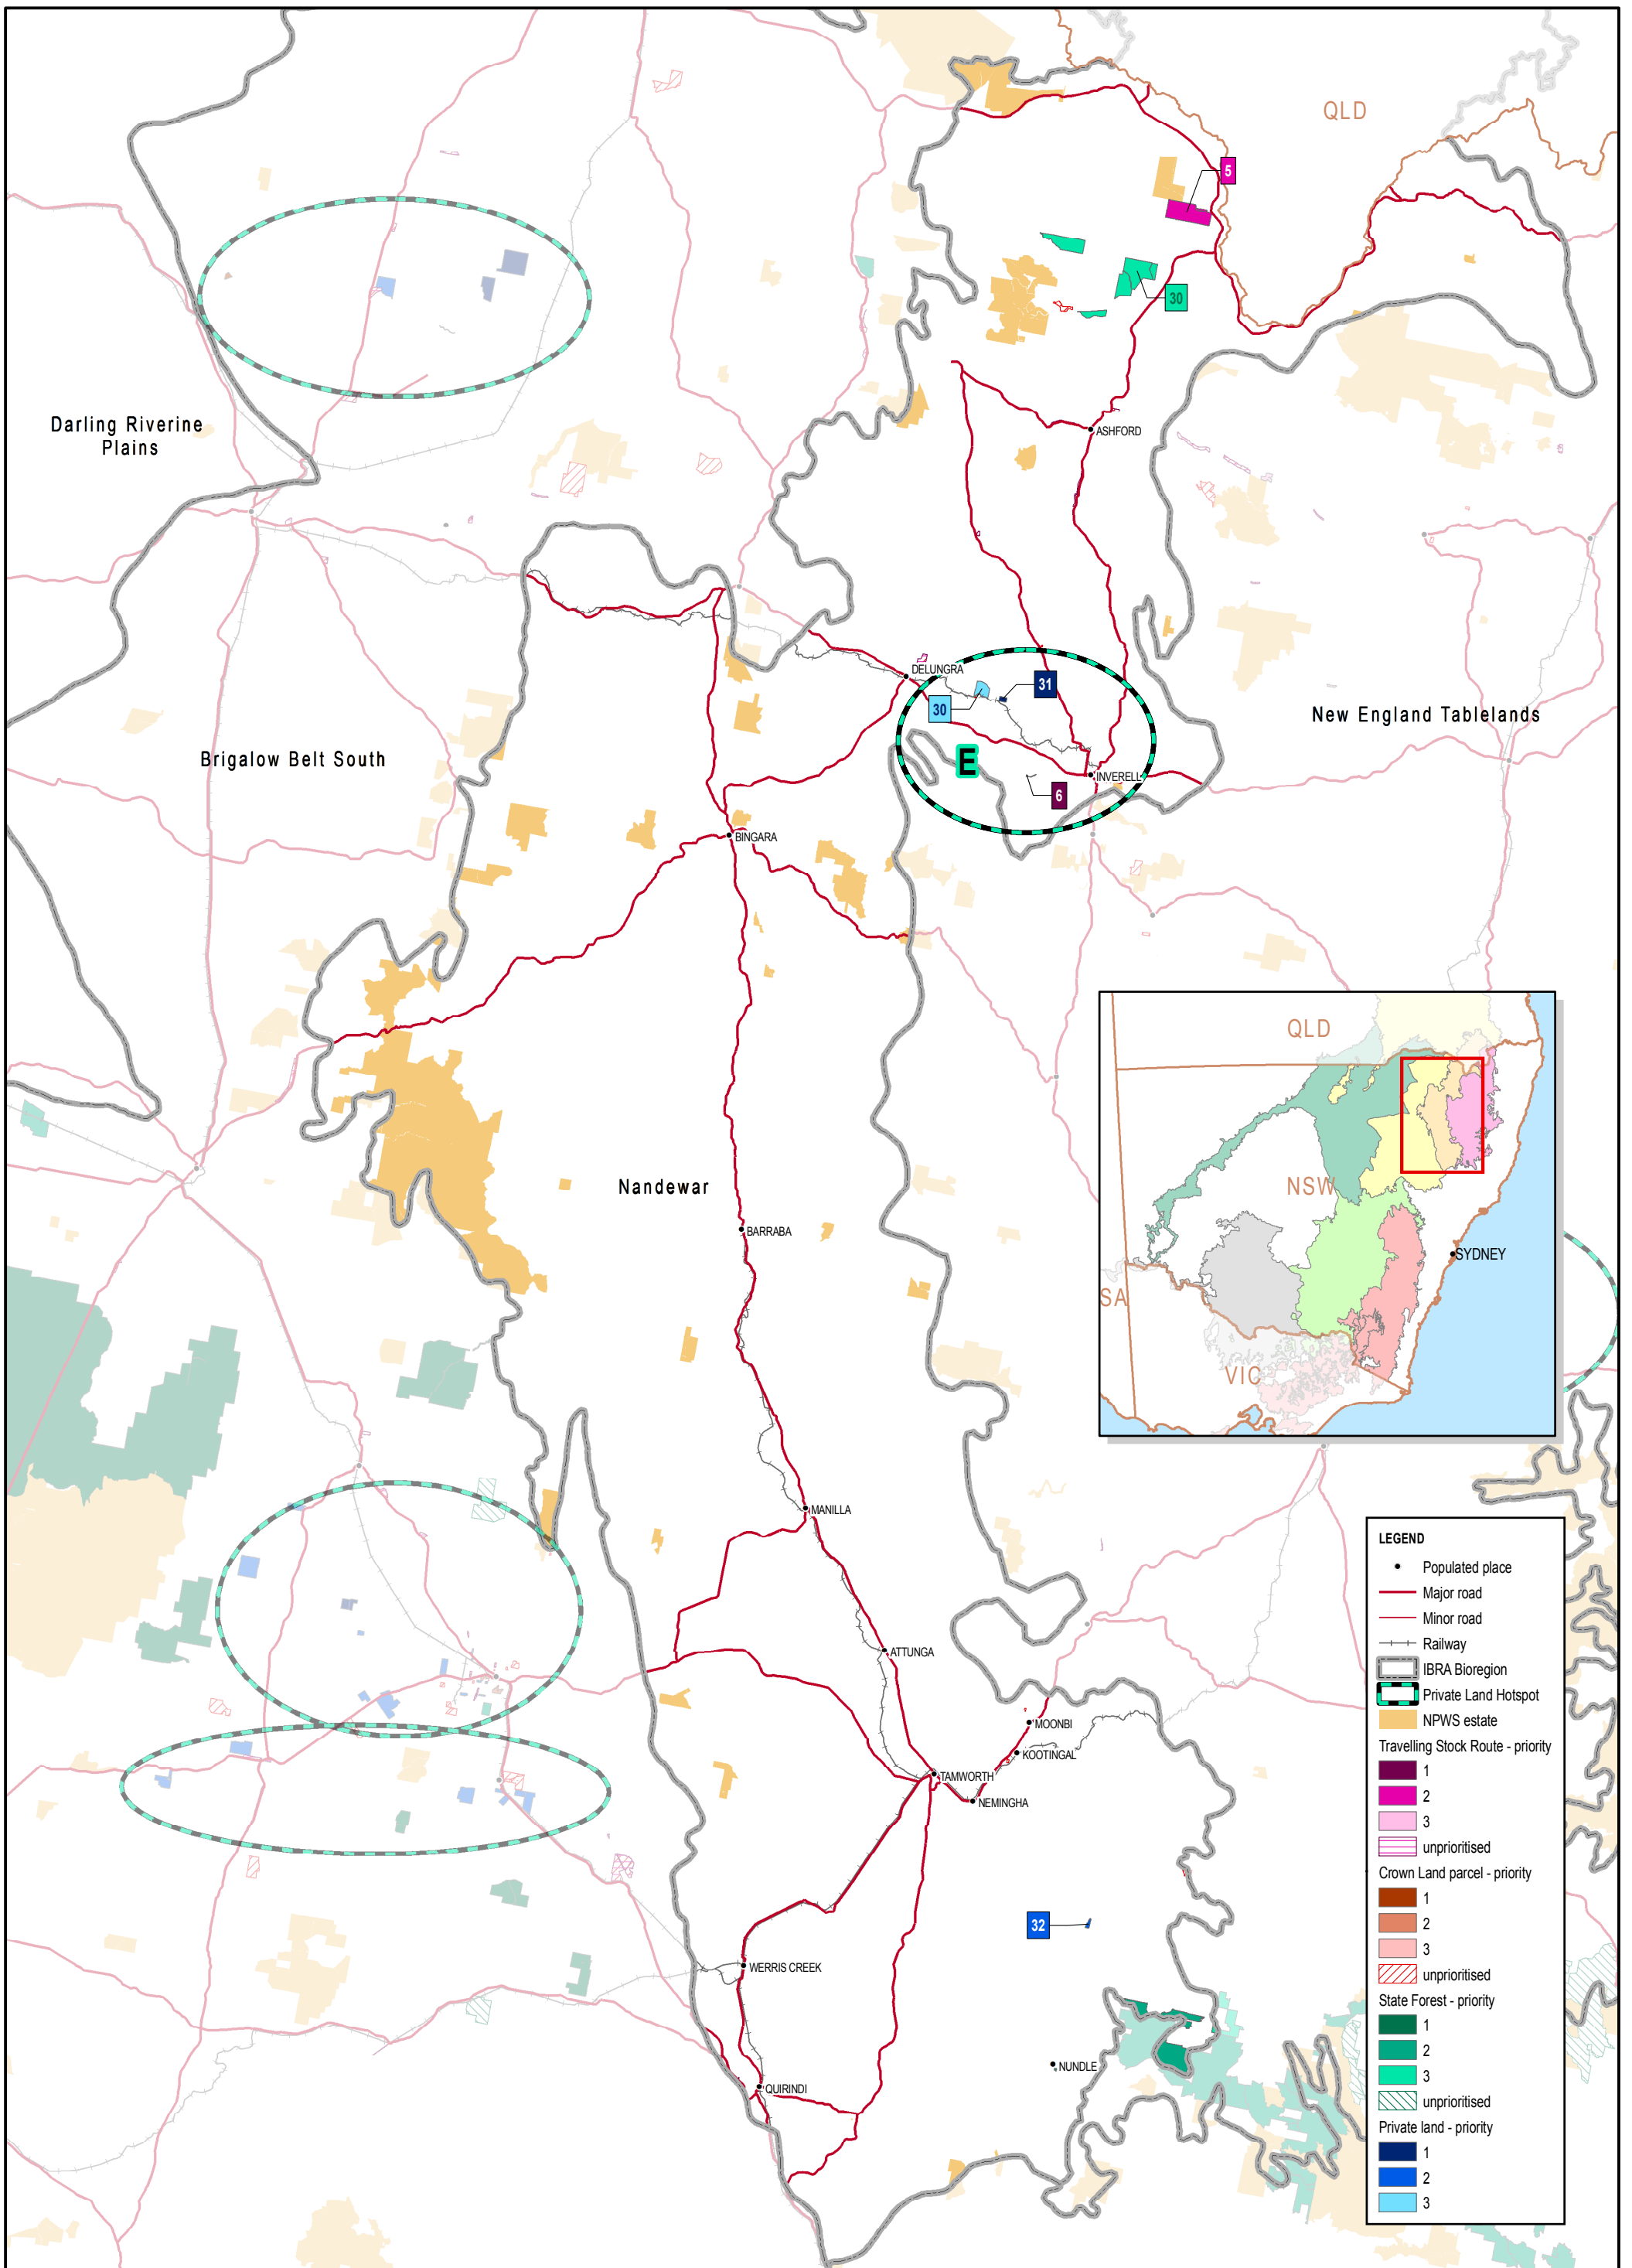 QLD
5
30
Darling Riverine
Plains
ASHFORD
DELUNGRA
31
30
New England Tablelands
Brigalow Belt South
E
INVERELL
6
BINGARA
QLD
NSW
SYDNEY
SA
VIC
Nandewar
BARRABA
MANILLA
ATTUNGA
MOONBI
KOOTINGAL
TAMWORTH
NEMINGHA
32
WERRIS CREEK
NUNDLE
QUIRINDI
LEGEND
Populated place
Major road
Minor road
Railway
IBRA Bioregion
Private Land Hotspot
NPWS estate
Travelling Stock Route - priority
1
2
3
unprioritised
Crown Land parcel - priority
1
2
3
unprioritised
State Forest - priority
1
2
3
unprioritised
Private land - priority
1
2
3